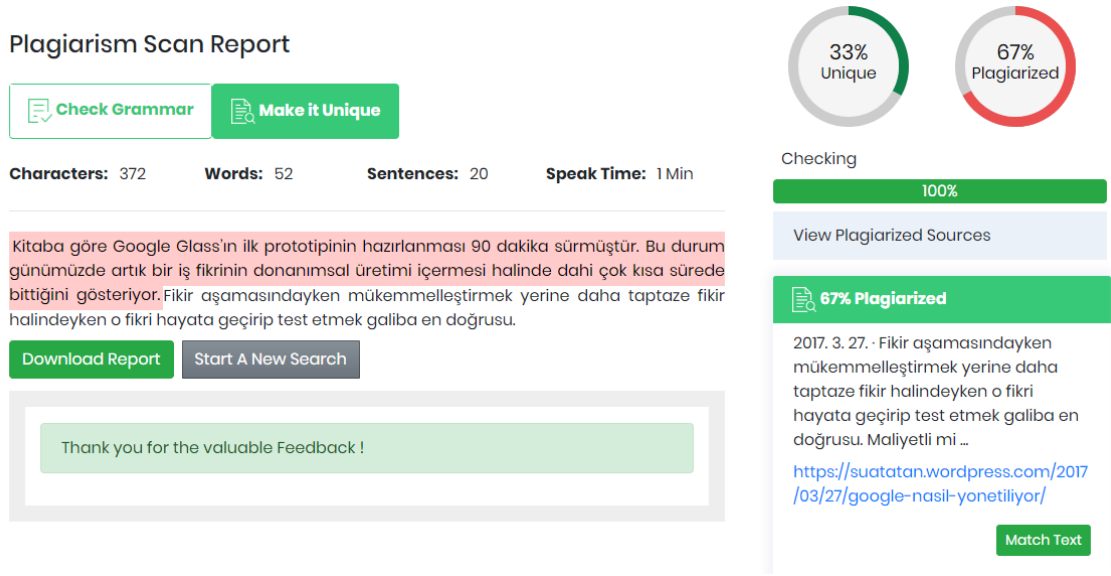 Plagiarism Scan Report
Check Grammar
Make it Unique
Characters: 372 Words: 52 Sentences: 20 Speak Time: 1 Min
Kitaba göre Google Glass'ın ilk prototipinin hazırlanması 90 dakika sürmüştür. Bu durum
günümüzde artık bir iş fikrinin donanımsal üretimi içermesi halinde dahi çok kısa sürede
bittiğini gösteriyor. Fikir aşamasındayken mükemmelleştirmek yerine daha taptaze fikir
halindeyken o fikri hayata geçirip test etmek galiba en doğrusu.
Download Report
Start A New Search
Thank you for the valuable Feedback !
33%
Unique
67%
Plagiarized
Checking
100%
View Plagiarized Sources
67% Plagiarized
2017. 3. 27. · Fikir aşamasındayken
mükemmelleştirmek yerine daha
taptaze fikir halindeyken o fikri
hayata geçirip test etmek galiba en
doğrusu. Maliyetli mi ...
https://suatatan.wordpress.com/2017
/03/27/google-nasil-yonetiliyor/
Match Text